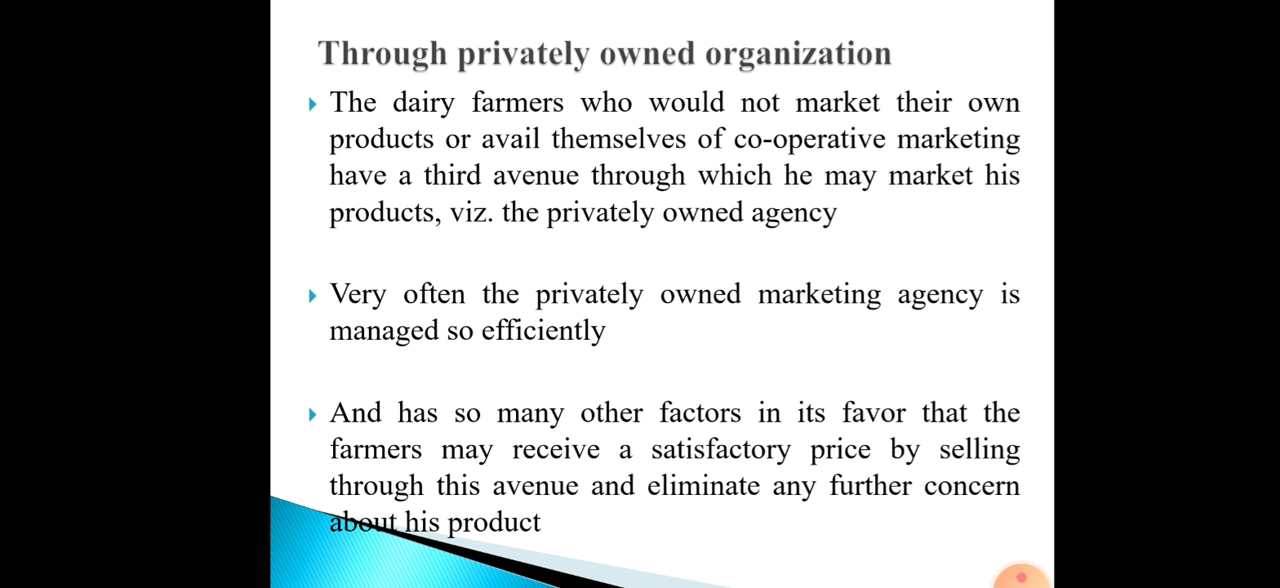 Through privately owned organization
The dairy farmers who would not market their own
products or avail themselves of co-operative marketing
have a third avenue through which he may market his
products, viz. the privately owned agency
Very often the privately owned marketing agency is
managed so efficiently
And has so many other factors in its favor that the
farmers may receive a satisfactory price by selling
through this avenue and eliminate any further concern
about his product